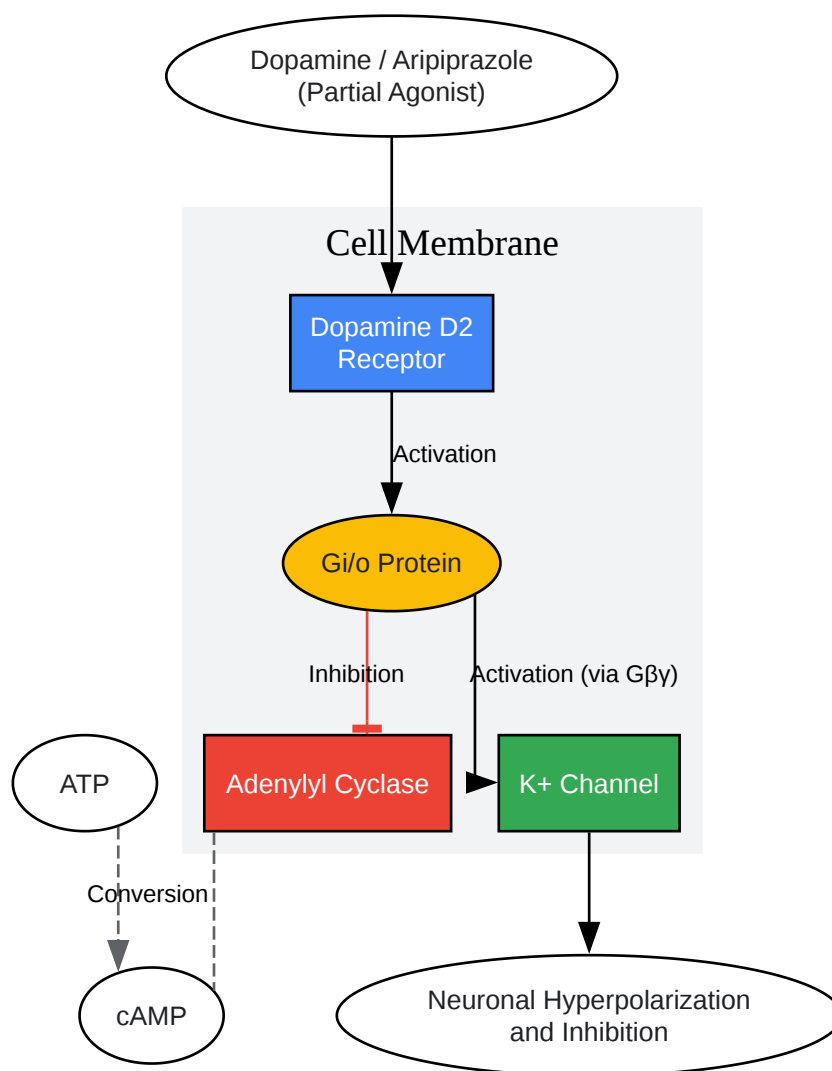 Dopamine / Aripiprazole
(Partial Agonist)
Cell Membrane
Dopamine D2
Receptor
Activation
Gi/o Protein
Inhibition
Activation (via Gβγ)
ATP
Adenylyl Cyclase
K+ Channel
Conversion
cAMP
Neuronal Hyperpolarization
and Inhibition